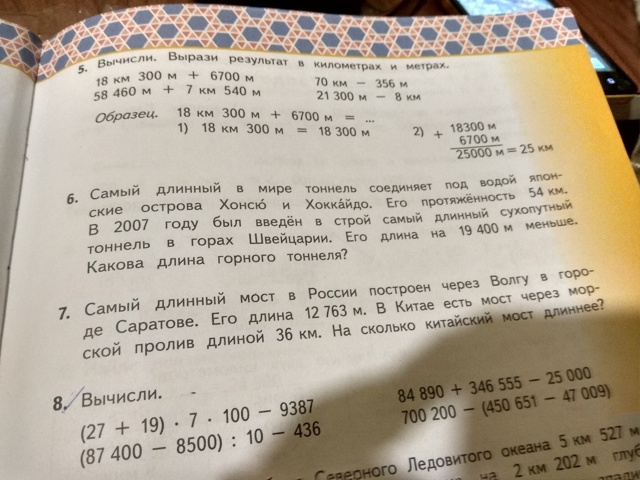 5. Вычисли. Вырази результат в километрах и метрах.
18 км 300 м + 6700 м 70 км − 356 м
58 460 м + 7 км 540 м 21 300 м − 8 км
Образец. 18 км 300 м + 6700 м = ...
1) 18 км 300 м = 18 300 м 2) + 18300 м
6700 м
25000 м = 25 км
6. Самый длинный в мире тоннель соединяет под водой япон-
ские острова Хонсю́ и Хокка́йдо. Его протяжённость 54 км.
В 2007 году был введён в строй самый длинный сухопутный
тоннель в горах Швейцарии. Его длина на 19 400 м меньше.
Какова длина горного тоннеля?
7. Самый длинный мост в России построен через Волгу в горо-
де Саратове. Его длина 12 763 м. В Китае есть мост через мор-
ской пролив длиной 36 км. На сколько китайский мост длиннее?
8. Вычисли.
(27 + 19) · 7 · 100 − 9387 84 890 + 346 555 − 25 000
(87 400 − 8500) : 10 − 436 700 200 − (450 651 − 47 009)
Северного Ледовитого океана 5 км 527 м
на 2 км 202 м глуб